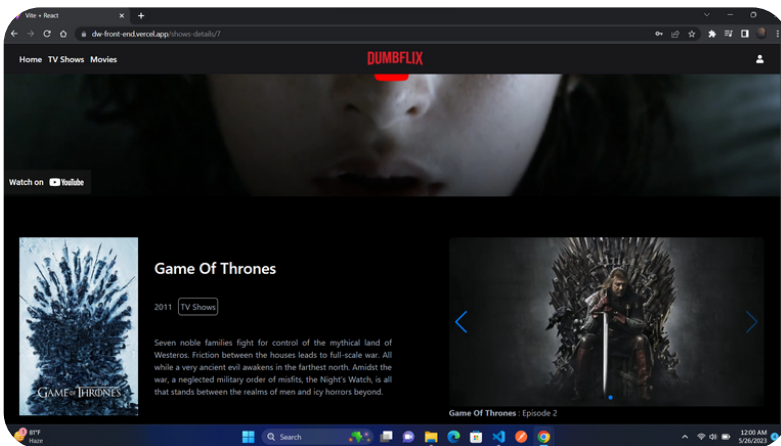 Vite + React
dw-front-end.vercel.app/shows-details/7
Home TV Shows Movies
DUMBFLIX
Watch on YouTube
Game Of Thrones
2011 TV Shows
Seven noble families fight for control of the mythical land of
Westeros. Friction between the houses leads to full-scale war. All
while a very ancient evil awakens in the farthest north. Amidst the
war, a neglected military order of misfits, the Night's Watch, is all
that stands between the realms of men and icy horrors beyond.
GAME OF THRONES
Game Of Thrones : Episode 2
81°F
Haze
Search
12:00 AM
5/26/2023